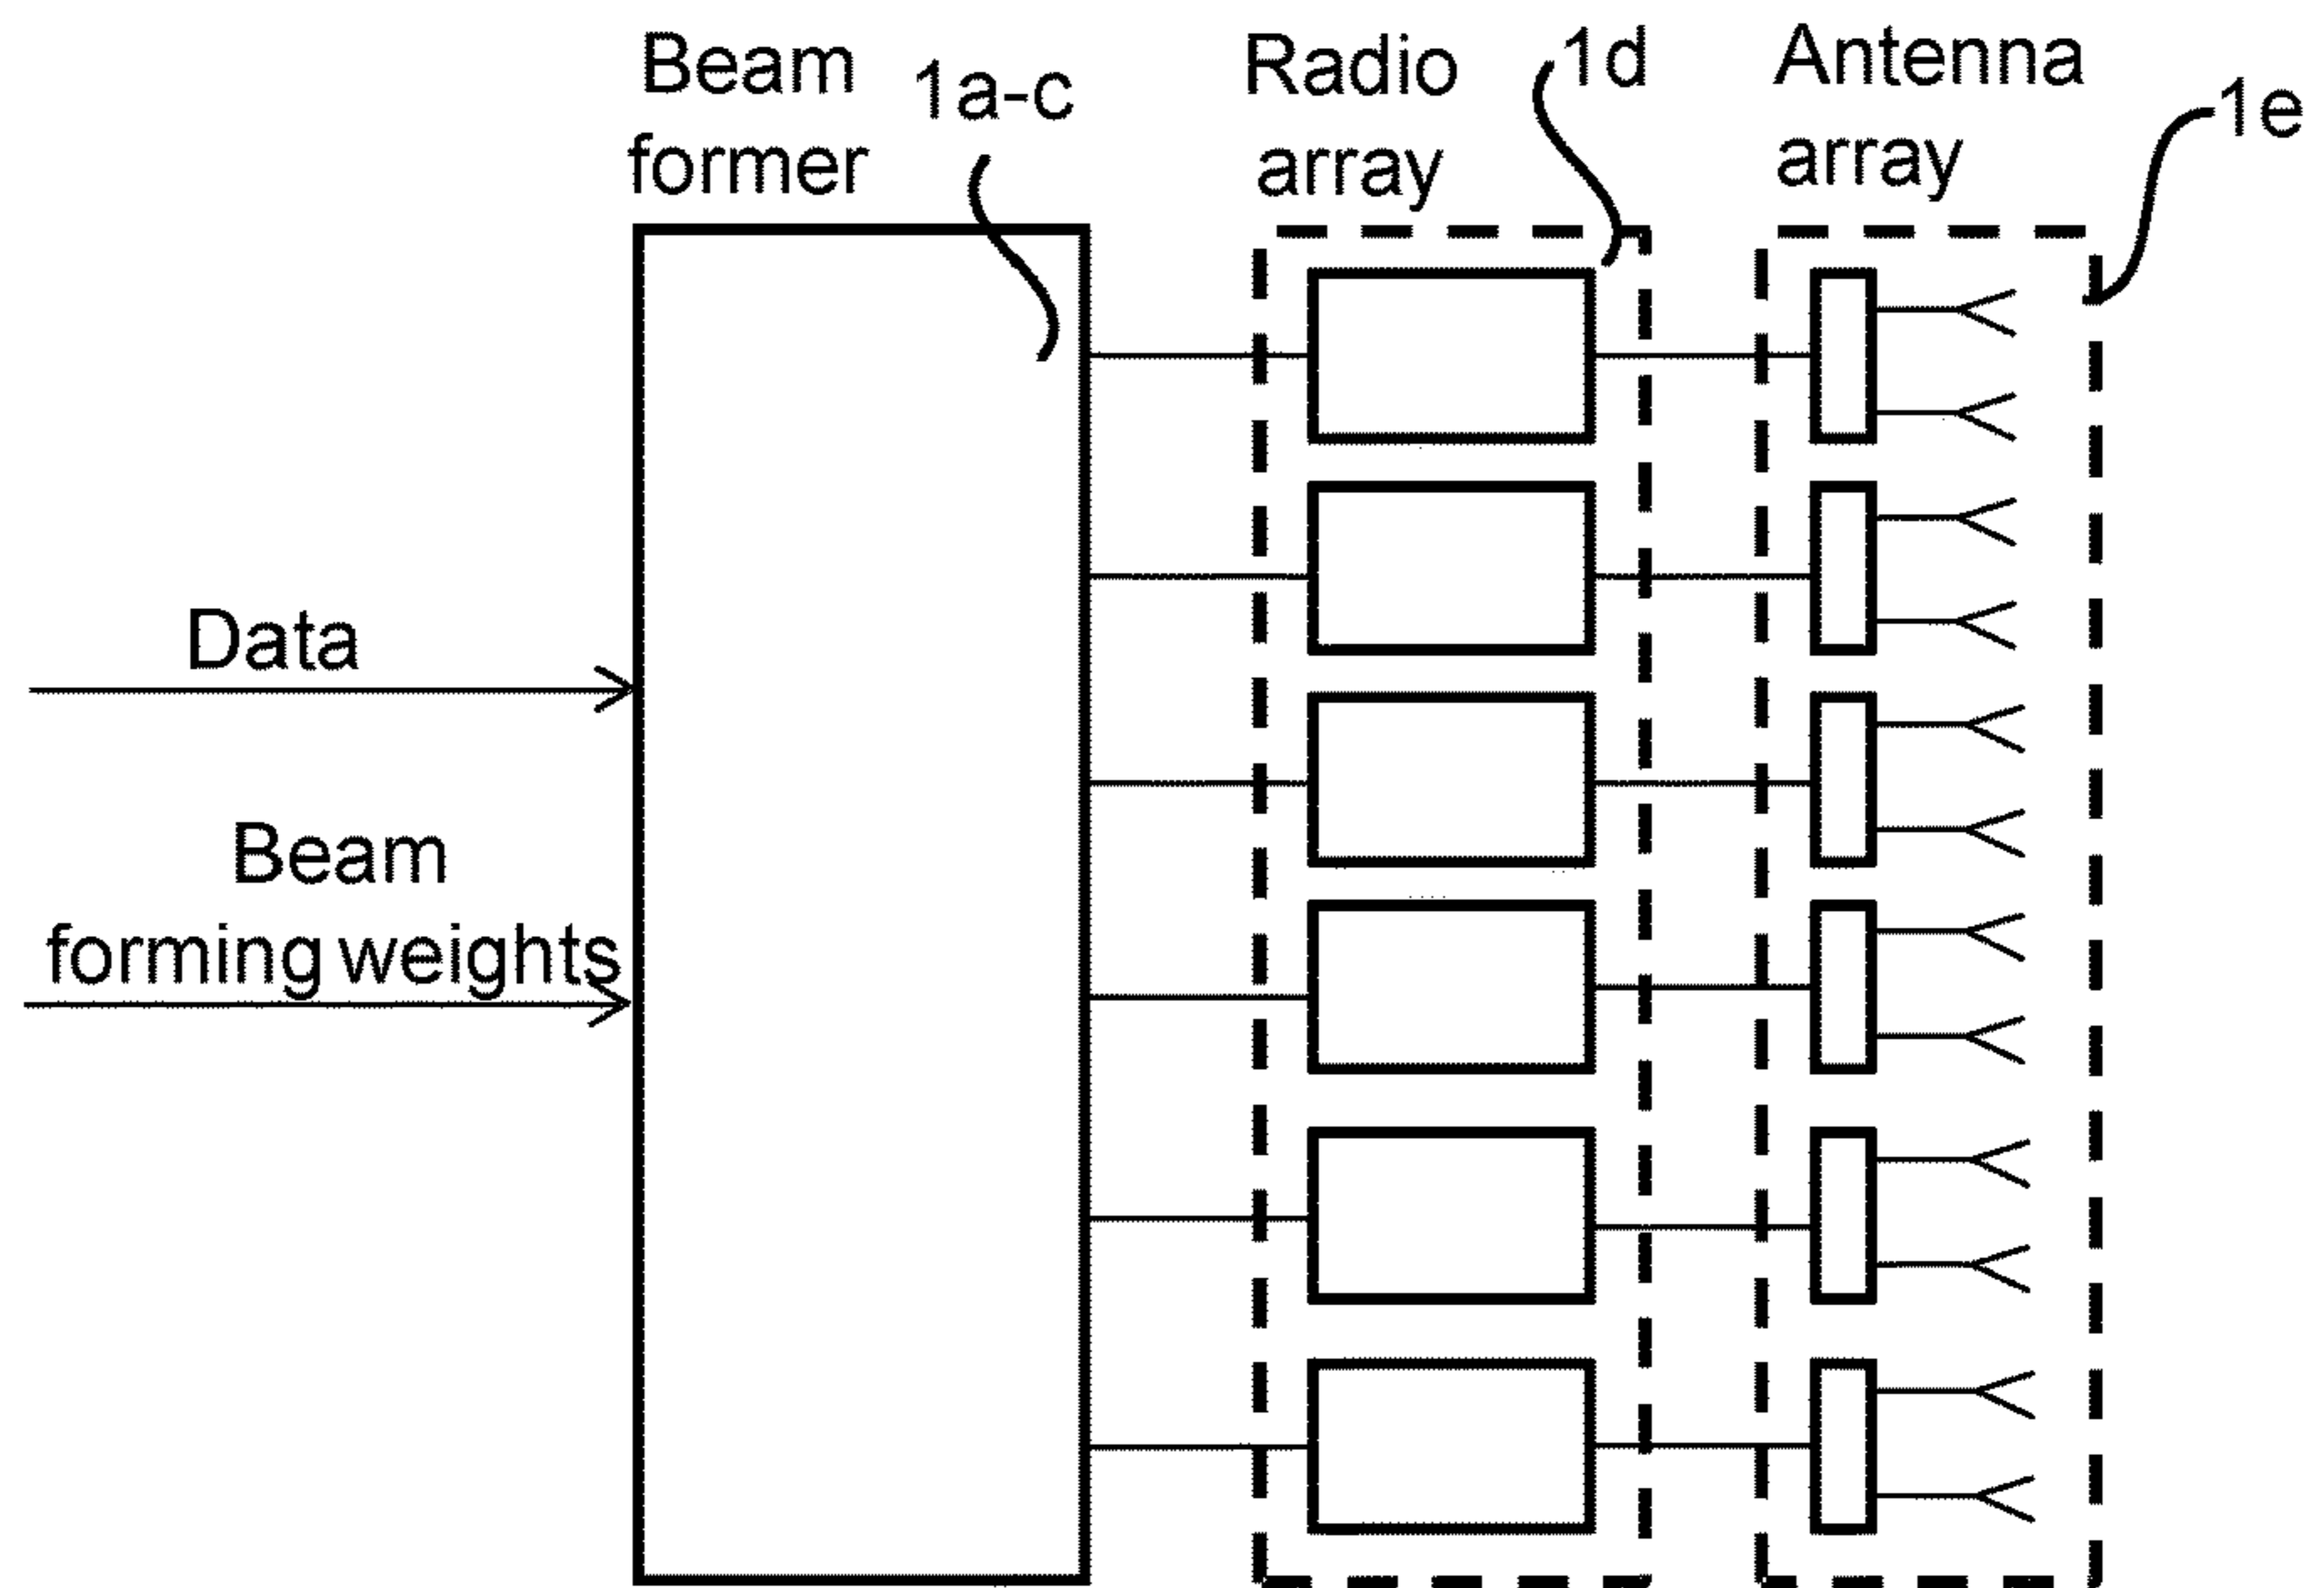 Beam
former
1a-c
Radio
array
1d
Antenna
array
1e
Data
Beam
forming weights